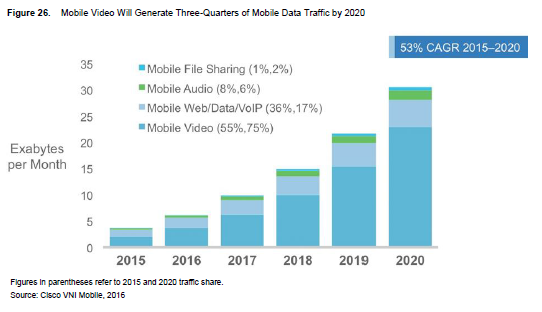 Figure 26. Mobile Video Will Generate Three-Quarters of Mobile Data Traffic by 2020
53% CAGR 2015–2020
35
30
25
20
15
10
5
0
Exabytes
per Month
Mobile File Sharing (1%,2%)
Mobile Audio (8%,6%)
Mobile Web/Data/VoIP (36%,17%)
Mobile Video (55%,75%)
2015 2016 2017 2018 2019 2020
Figures in parentheses refer to 2015 and 2020 traffic share.
Source: Cisco VNI Mobile, 2016